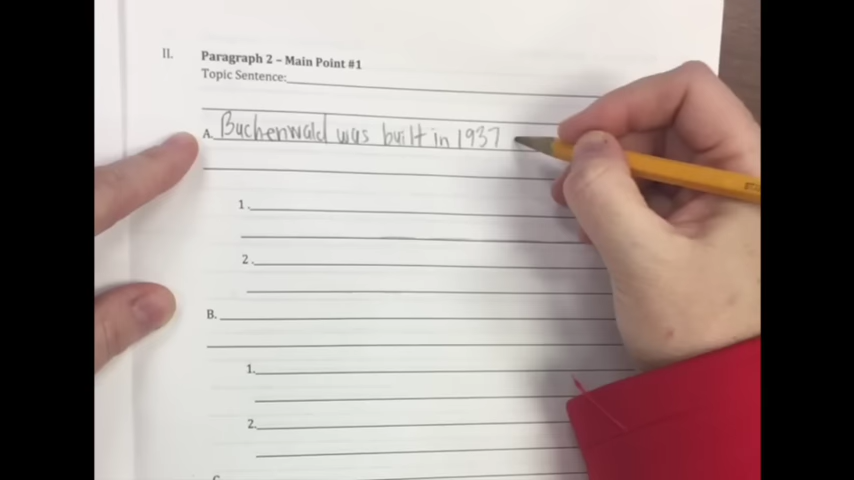 II. Paragraph 2 – Main Point #1
Topic Sentence:
A. Buchenwald was built in 1937
1.
2.
B.
1.
2.